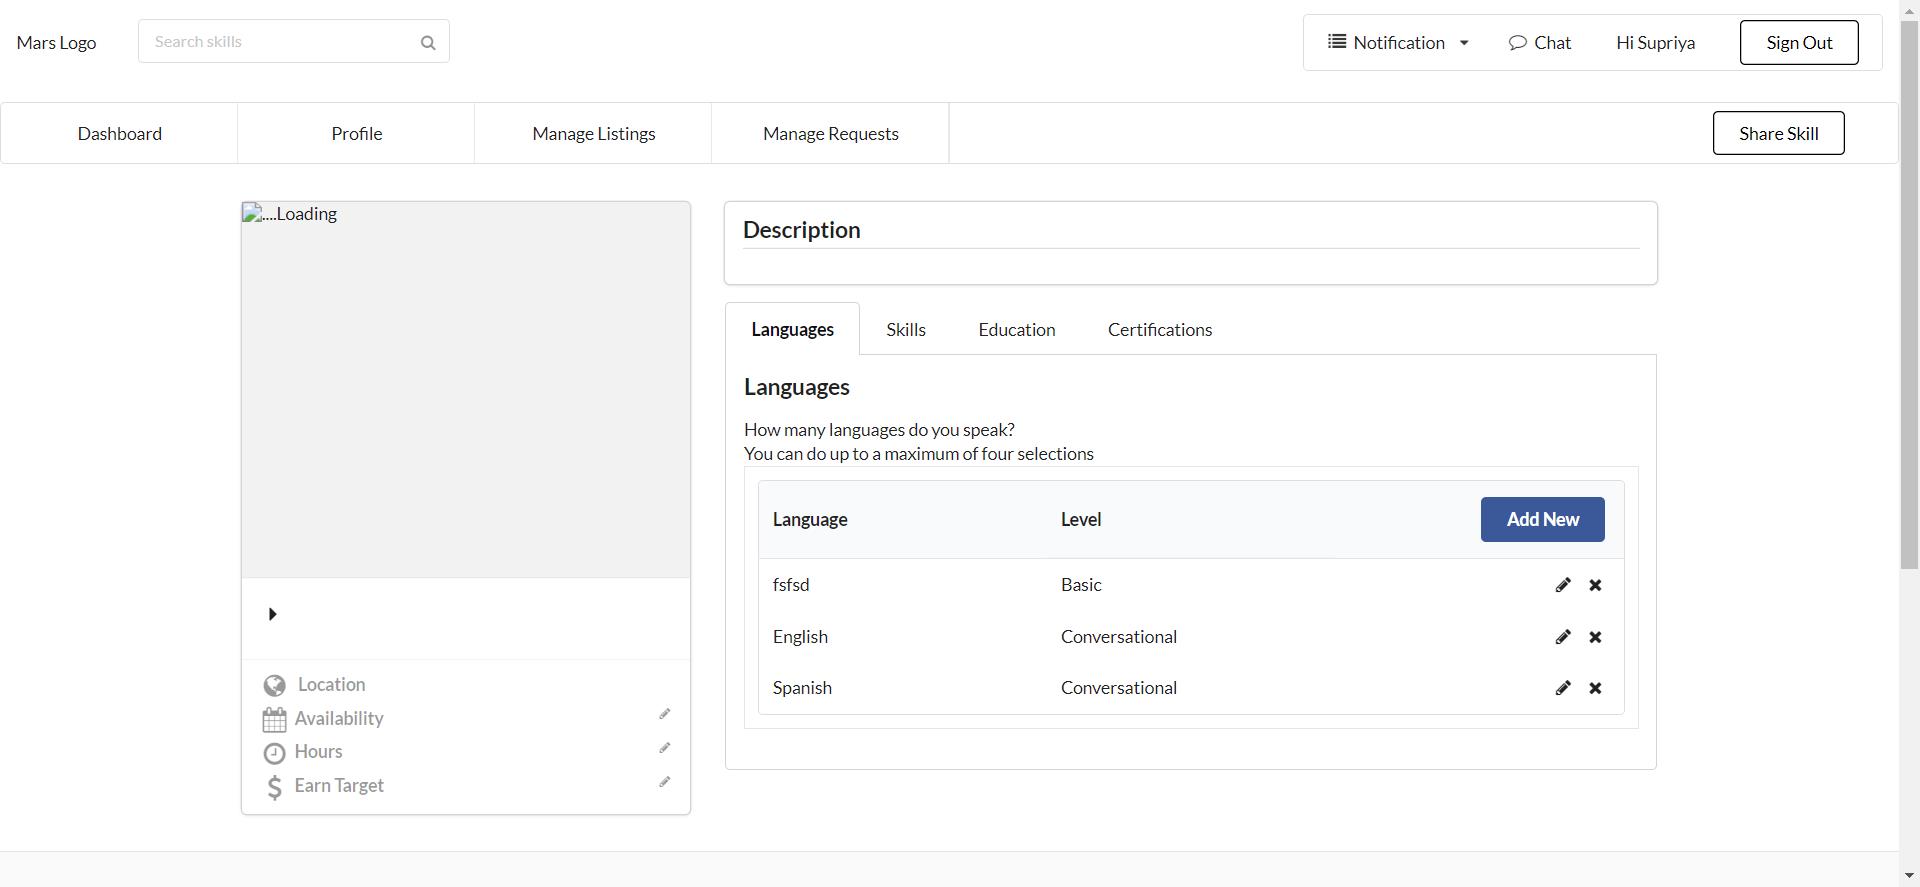 Mars Logo
Search skills
Notification
Chat
Hi Supriya
Sign Out
Dashboard
Profile
Manage Listings
Manage Requests
Share Skill
....Loading
Location
Availability
Hours
Earn Target
Description
Languages
Skills
Education
Certifications
Languages
How many languages do you speak?
You can do up to a maximum of four selections
Language Level Add New
fsfsd Basic
English Conversational
Spanish Conversational